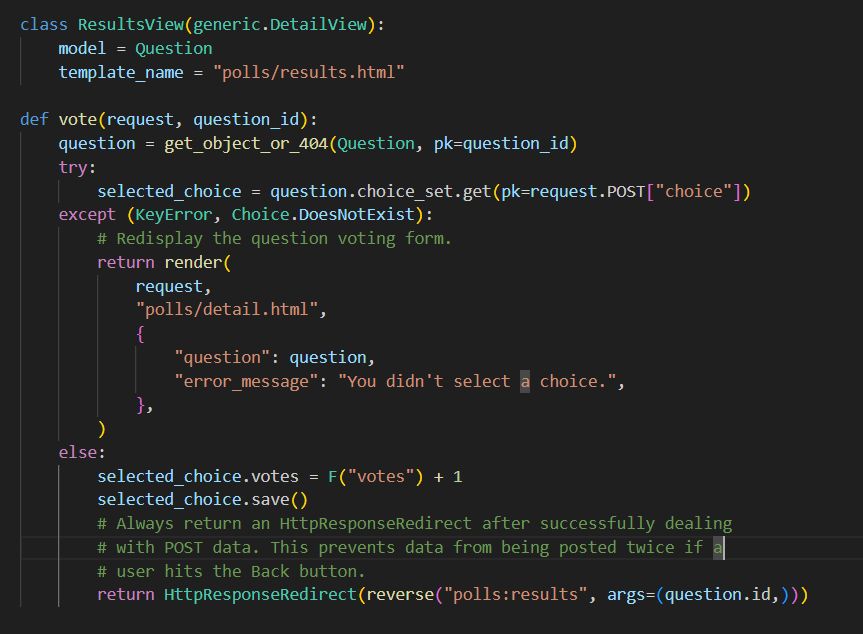 class ResultsView(generic.DetailView):
    model = Question
    template_name = "polls/results.html"

def vote(request, question_id):
    question = get_object_or_404(Question, pk=question_id)
    try:
        selected_choice = question.choice_set.get(pk=request.POST["choice"])
    except (KeyError, Choice.DoesNotExist):
        # Redisplay the question voting form.
        return render(
            request,
            "polls/detail.html",
            {
                "question": question,
                "error_message": "You didn't select a choice.",
            },
        )
    else:
        selected_choice.votes = F("votes") + 1
        selected_choice.save()
        # Always return an HttpResponseRedirect after successfully dealing
        # with POST data. This prevents data from being posted twice if a
        # user hits the Back button.
        return HttpResponseRedirect(reverse("polls:results", args=(question.id,)))